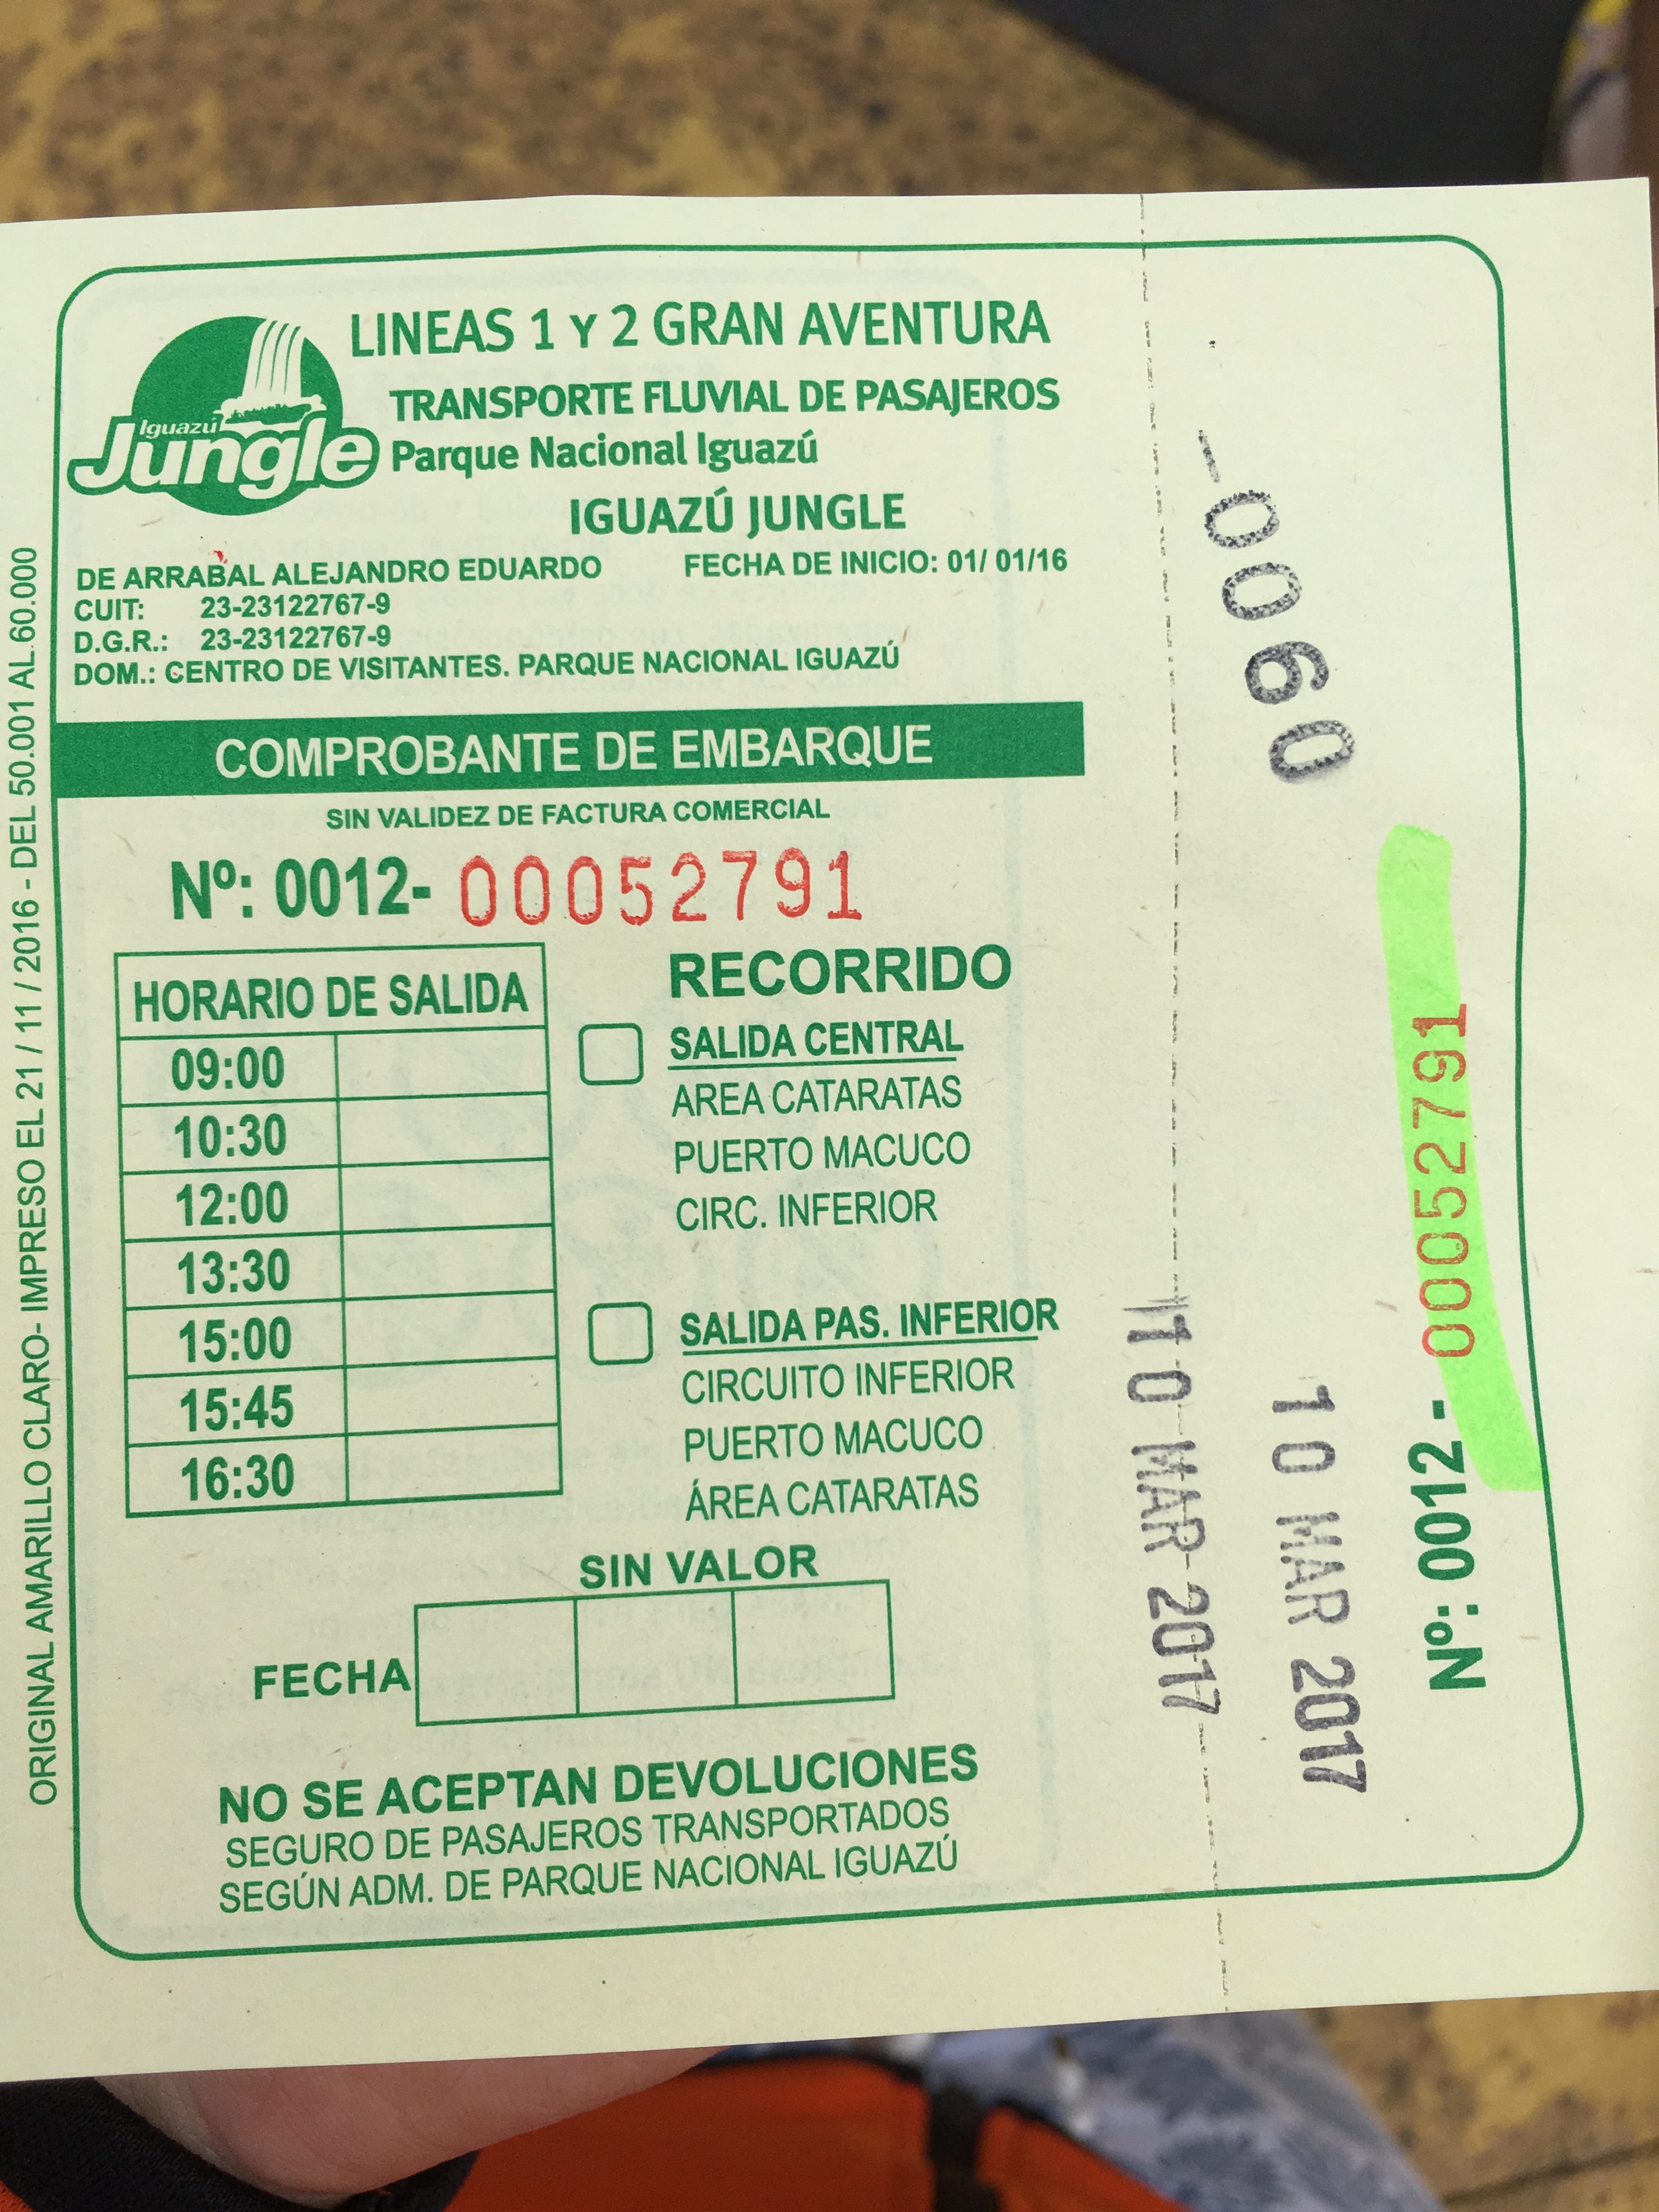 LINEAS 1 Y 2 GRAN AVENTURA
TRANSPORTE FLUVIAL DE PASAJEROS
Iguazú
Jungle
Parque Nacional Iguazú
IGUAZÚ JUNGLE
DE ARRABAL ALEJANDRO EDUARDO FECHA DE INICIO: 01/ 01/16
CUIT: 23-23122767-9
D.G.R.: 23-23122767-9
DOM.: CENTRO DE VISITANTES. PARQUE NACIONAL IGUAZÚ
COMPROBANTE DE EMBARQUE
SIN VALIDEZ DE FACTURA COMERCIAL
Nº: 0012- 00052791
HORARIO DE SALIDA
09:00
10:30
12:00
13:30
15:00
15:45
16:30
RECORRIDO
SALIDA CENTRAL
AREA CATARATAS
PUERTO MACUCO
CIRC. INFERIOR
SALIDA PAS. INFERIOR
CIRCUITO INFERIOR
PUERTO MACUCO
ÁREA CATARATAS
SIN VALOR
FECHA
NO SE ACEPTAN DEVOLUCIONES
SEGURO DE PASAJEROS TRANSPORTADOS
SEGÚN ADM. DE PARQUE NACIONAL IGUAZÚ
ORIGINAL AMARILLO CLARO- IMPRESO EL 21 / 11 / 2016 - DEL 50.001 AL 60.000
-0090
10 MAR 2017
10 MAR 2017
Nº: 0012 - 00052791